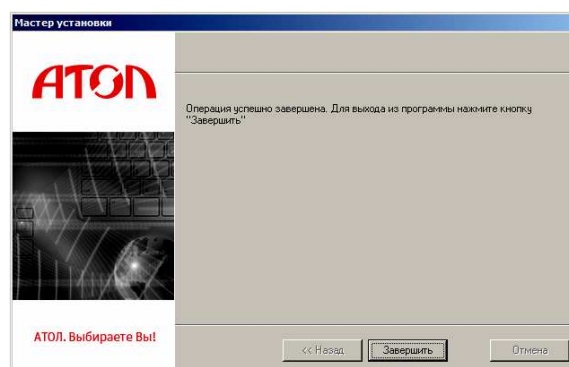 Мастер установки
АТОЛ
Операция успешно завершена. Для выхода из программы нажмите кнопку
"Завершить"
АТОЛ. Выбираете Вы!
<< Назад
Завершить
Отмена